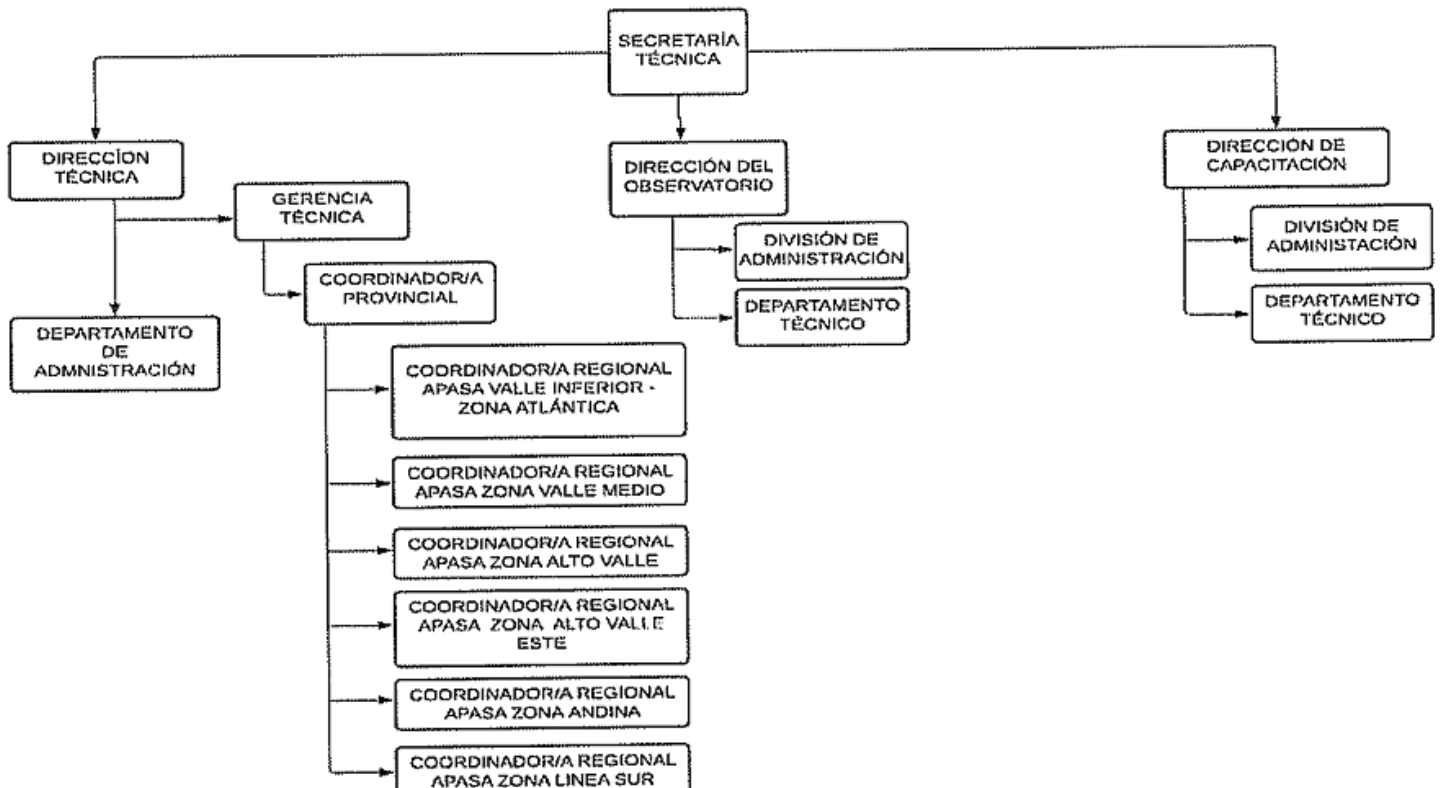 SECRETARÍA
TÉCNICA
DIRECCÍON
TÉCNICA
GERENCIA
TÉCNICA
COORDINADOR/A
PROVINCIAL
DEPARTAMENTO
DE
ADMNISTRACIÓN
COORDINADOR/A REGIONAL
APASA VALLE INFERIOR -
ZONA ATLÁNTICA
COORDINADOR/A REGIONAL
APASA ZONA VALLE MEDIO
COORDINADOR/A REGIONAL
APASA ZONA ALTO VALLE
COORDINADOR/A REGIONAL
APASA ZONA ALTO VALLE
ESTE
COORDINADOR/A REGIONAL
APASA ZONA ANDINA
COORDINADOR/A REGIONAL
APASA ZONA LINEA SUR
DIRECCIÓN DEL
OBSERVATORIO
DIVISIÓN DE
ADMINISTRACIÓN
DEPARTAMENTO
TÉCNICO
DIRECCIÓN DE
CAPACITACIÓN
DIVISIÓN DE
ADMINISTACIÓN
DEPARTAMENTO
TÉCNICO